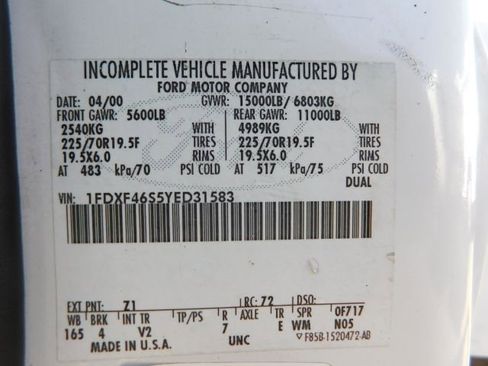 INCOMPLETE VEHICLE MANUFACTURED BY
FORD MOTOR COMPANY
DATE: 04/00 GVWR: 15000LB/ 6803KG
FRONT GAWR: 5600LB REAR GAWR: 11000LB
2540KG WITH 4989KG WITH
225/70R19.5F TIRES 225/70R19.5F TIRES
19.5X6.0 RIMS 19.5X6.0 RIMS
AT 483 kPa/70 PSI COLD AT 517 kPa/75 PSI COLD
DUAL
VIN: 1FDXF46S5YED31583
EXT PNT: Z1 RC: 72 DSO:
WB BRK INT TR TP/PS R AXLE TR SPR 0F717
165 4 V2 7 E WM N05
MADE IN U.S.A. UNC F85B-1520472-AB